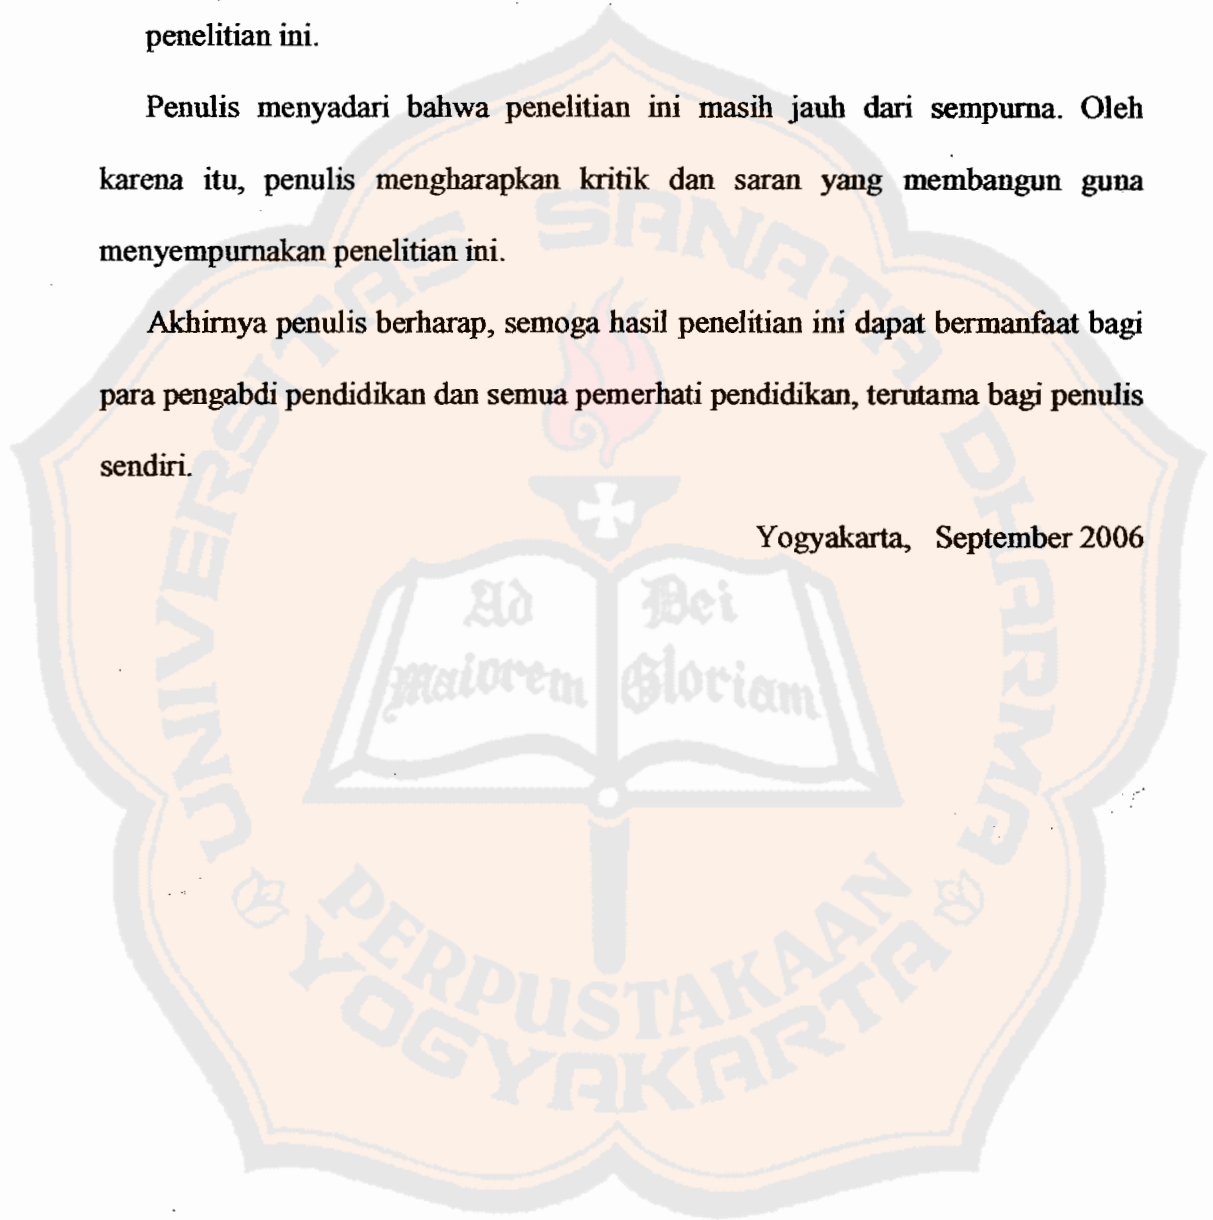 penelitian ini.
Penulis menyadari bahwa penelitian ini masih jauh dari sempurna. Oleh
karena itu, penulis mengharapkan kritik dan saran yang membangun guna
menyempurnakan penelitian ini.
Akhirnya penulis berharap, semoga hasil penelitian ini dapat bermanfaat bagi
para pengabdi pendidikan dan semua pemerhati pendidikan, terutama bagi penulis
sendiri.
Yogyakarta, September 2006
UNIVERSITAS SANATA DHARMA
Ad Dei
maiorem Gloriam
PERPUSTAKAAN
YOGYAKARTA